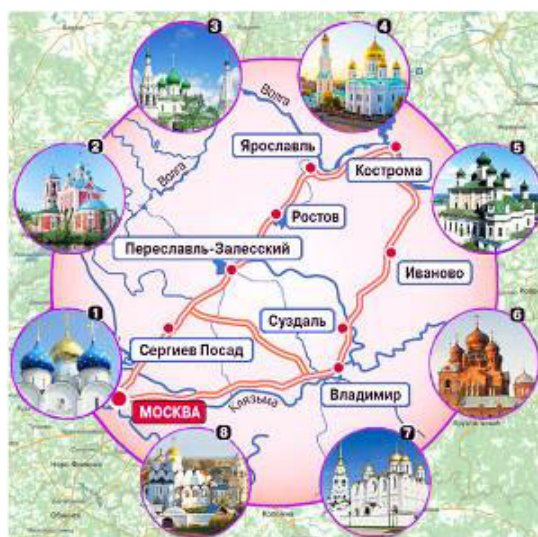 3
4
Волга
Ярославль
2
5
Кострома
Волга
Ростов
Переславль-Залесский
Иваново
1
Суздаль
6
Сергиев Посад
МОСКВА
Клязьма
Владимир
8
7